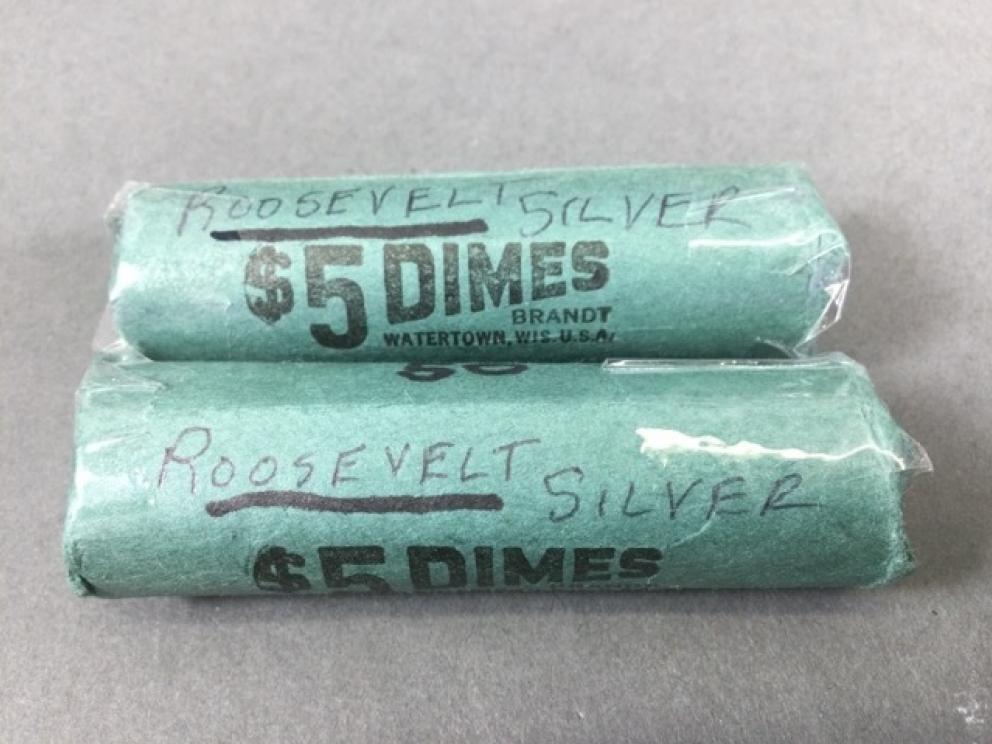 ROOSEVELT SILVER
$5 DIMES
BRANDT
WATERTOWN, WIS. U.S.A.
ROOSEVELT SILVER
$5 DIMES